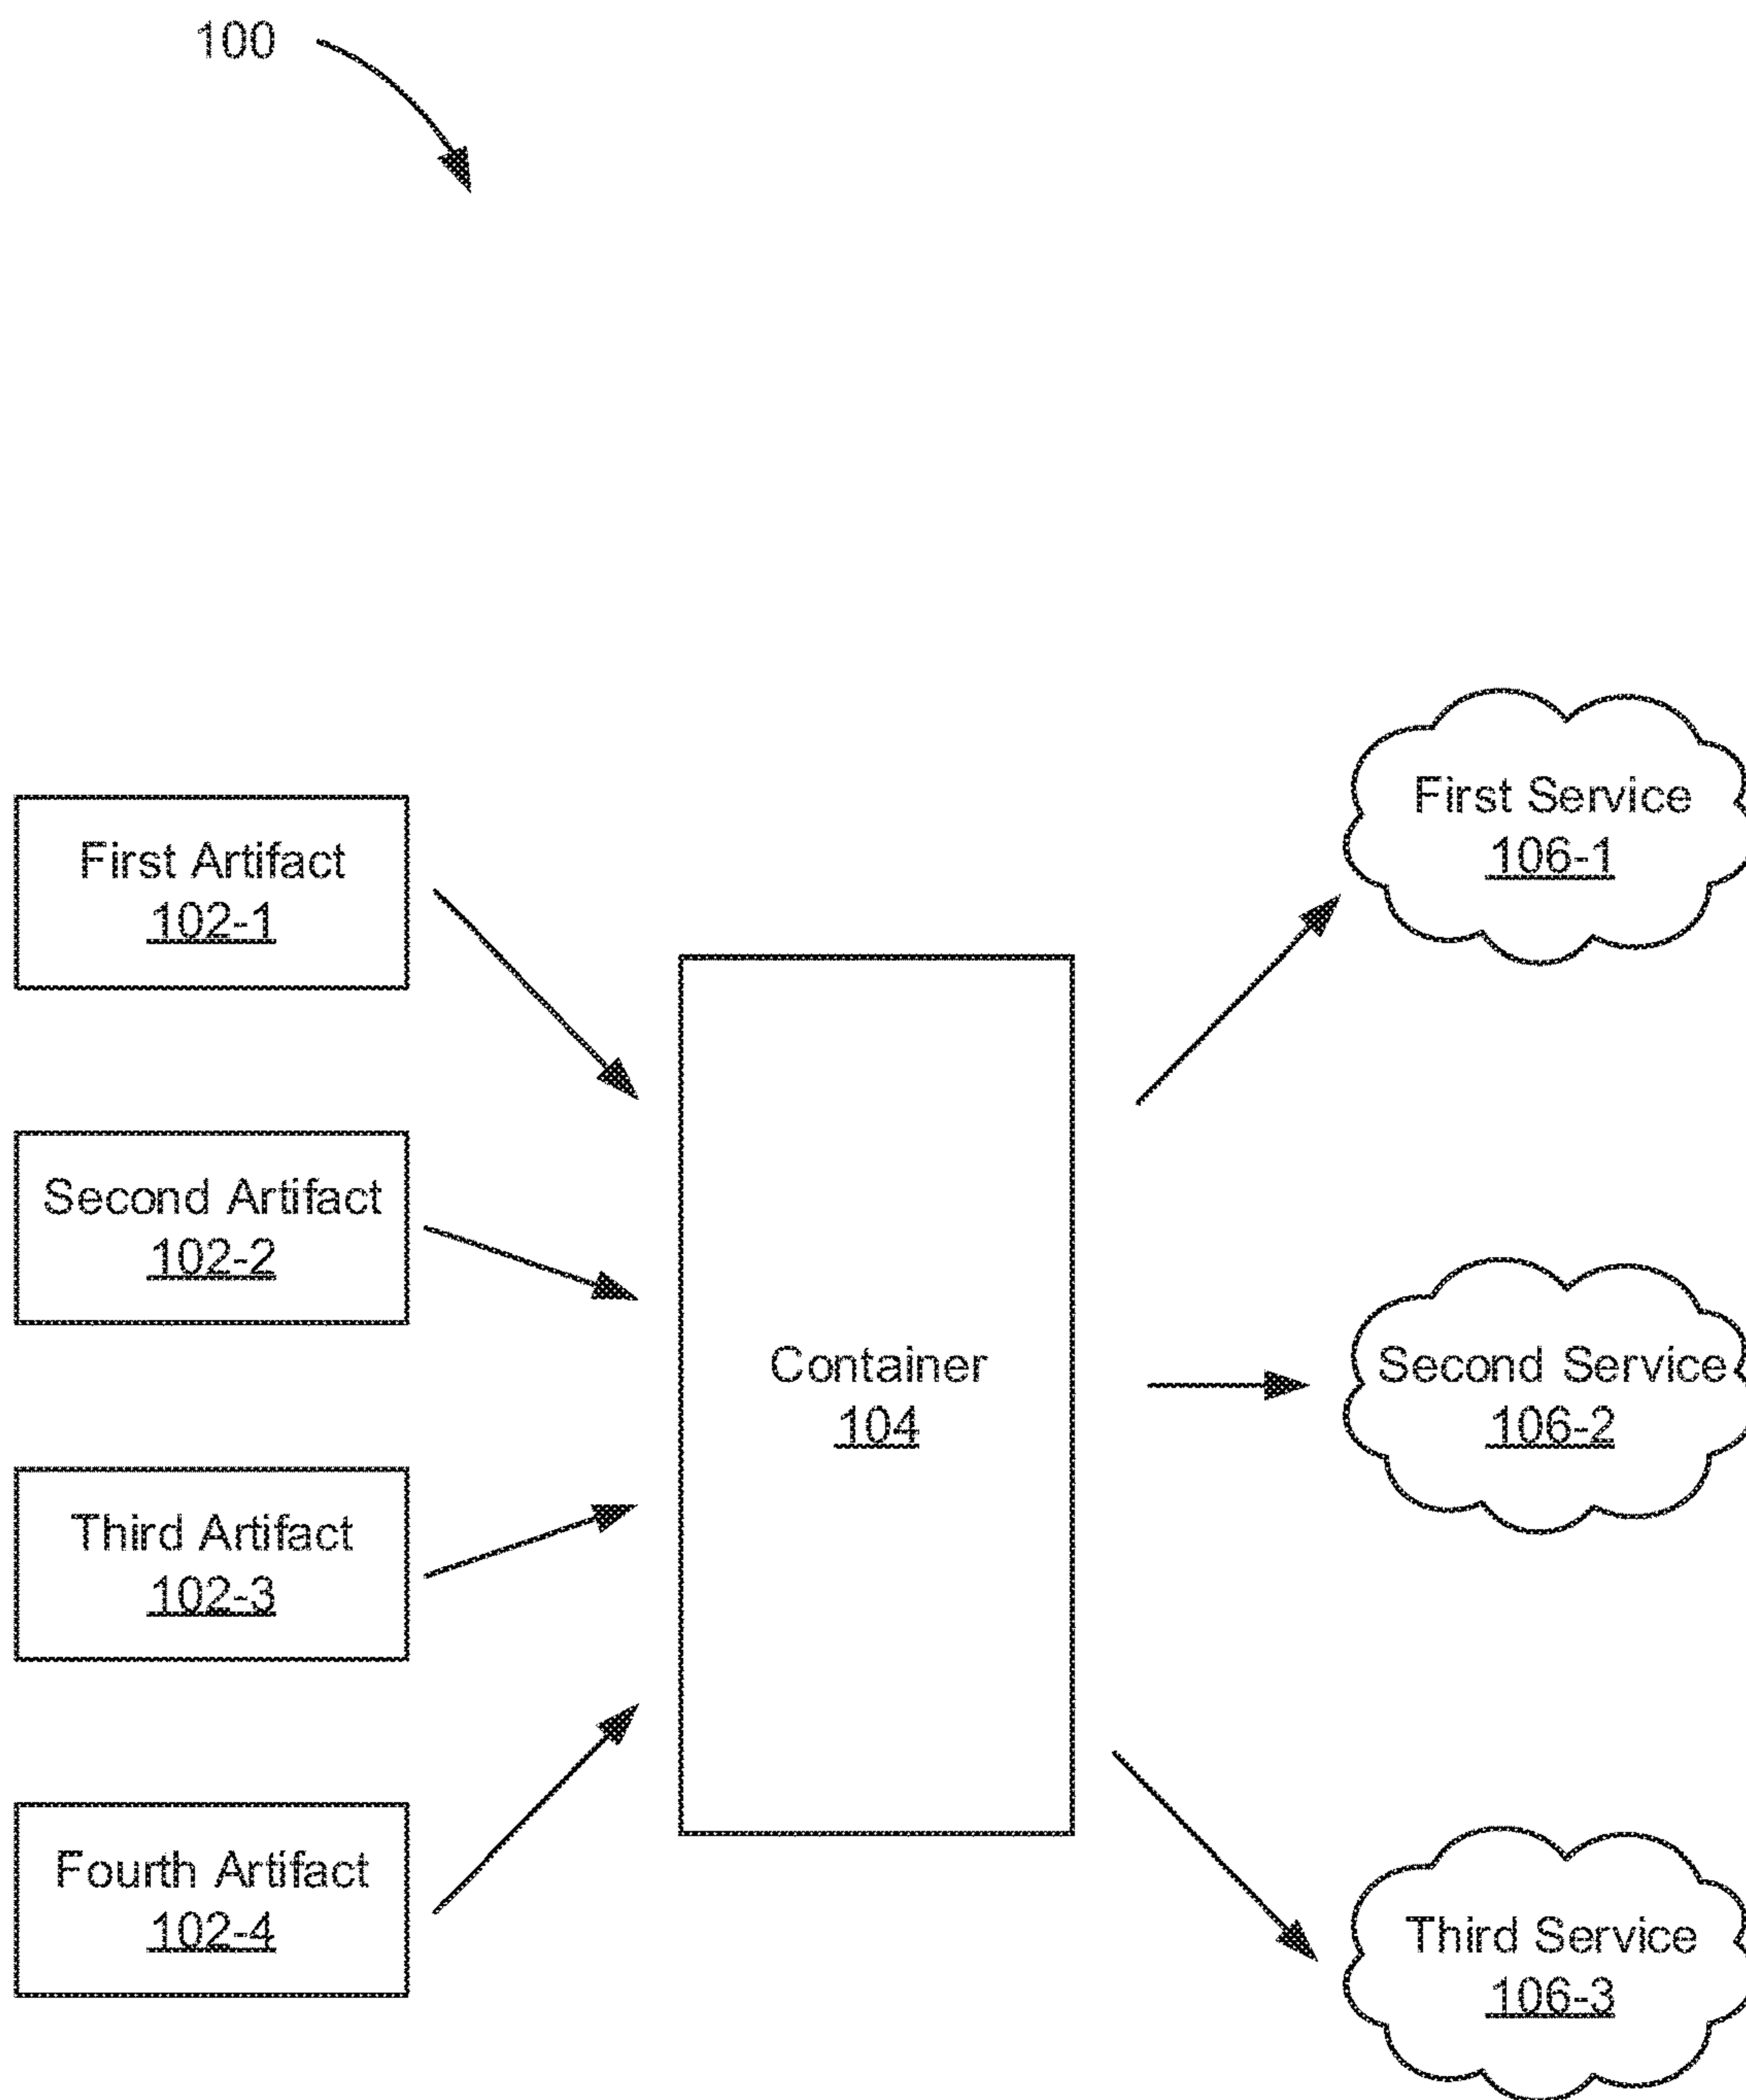 100
First Artifact
102-1
Second Artifact
102-2
Third Artifact
102-3
Fourth Artifact
102-4
Container
104
First Service
106-1
Second Service
106-2
Third Service
106-3